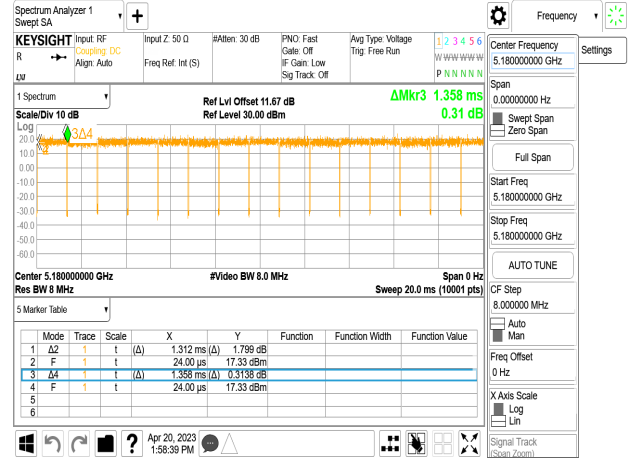 Spectrum Analyzer 1
Swept SA
Frequency
Settings
KEYSIGHT
R
Input: RF
Coupling: DC
Align: Auto
Input Z: 50 Ω
Freq Ref: Int (S)
#Atten: 30 dB
PNO: Fast
Gate: Off
IF Gain: Low
Sig Track: Off
Avg Type: Voltage
Trig: Free Run
1 2 3 4 5 6
W W W W W W
P N N N N N
1 Spectrum
Scale/Div 10 dB
Ref Lvl Offset 11.67 dB
Ref Level 30.00 dBm
ΔMkr3 1.358 ms
0.31 dB
Log
3Δ4
20.0
10.0
0.00
-10.0
-20.0
-30.0
-40.0
-50.0
-60.0
Center 5.180000000 GHz
Res BW 8 MHz
#Video BW 8.0 MHz
Span 0 Hz
Sweep 20.0 ms (10001 pts)
5 Marker Table
Mode Trace Scale X Y Function Function Width Function Value
1 Δ2 1 t (Δ) 1.312 ms (Δ) 1.799 dB
2 F 1 t 24.00 µs 17.33 dBm
3 Δ4 1 t (Δ) 1.358 ms (Δ) 0.3138 dB
4 F 1 t 24.00 µs 17.33 dBm
5
6
Apr 20, 2023
1:58:39 PM
Center Frequency
5.180000000 GHz
Span
0.00000000 Hz
Swept Span
Zero Span
Full Span
Start Freq
5.180000000 GHz
Stop Freq
5.180000000 GHz
AUTO TUNE
CF Step
8.000000 MHz
Auto
Man
Freq Offset
0 Hz
X Axis Scale
Log
Lin
Signal Track
(Span Zoom)